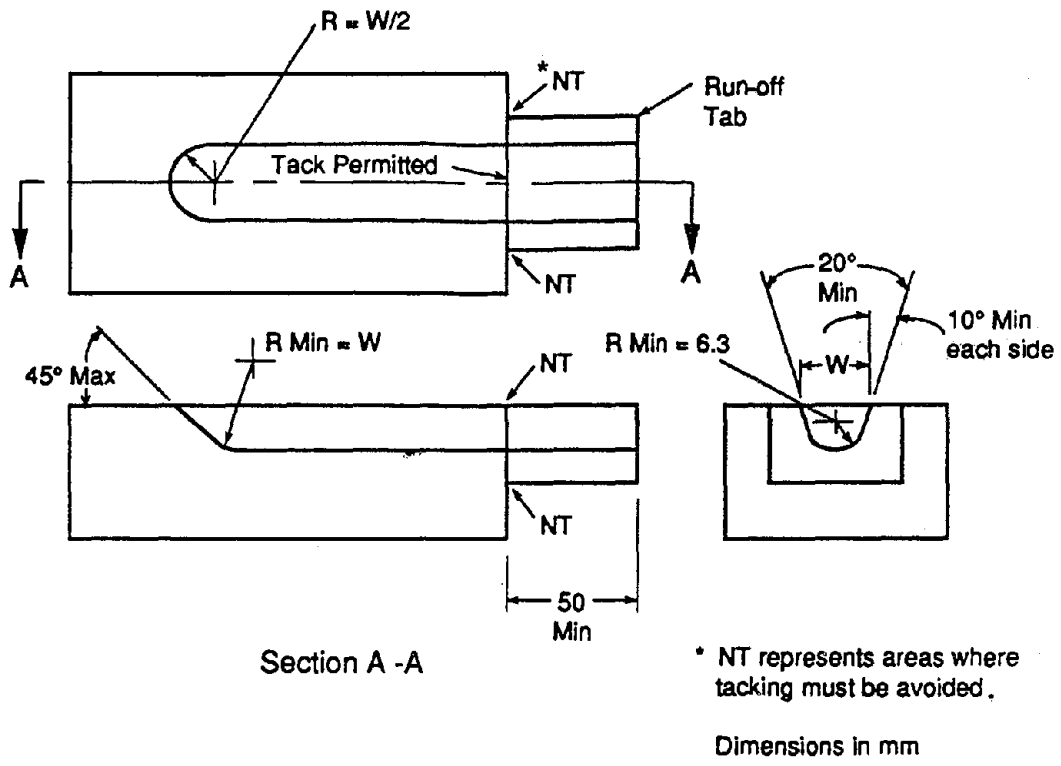 R = W/2
* NT
Run-off
Tab
Tack Permitted
A
A
NT
20°
Min
10° Min
each side
R Min = W
R Min = 6.3
W
45° Max
NT
NT
50
Min
Section A -A
* NT represents areas where
tacking must be avoided.
Dimensions in mm